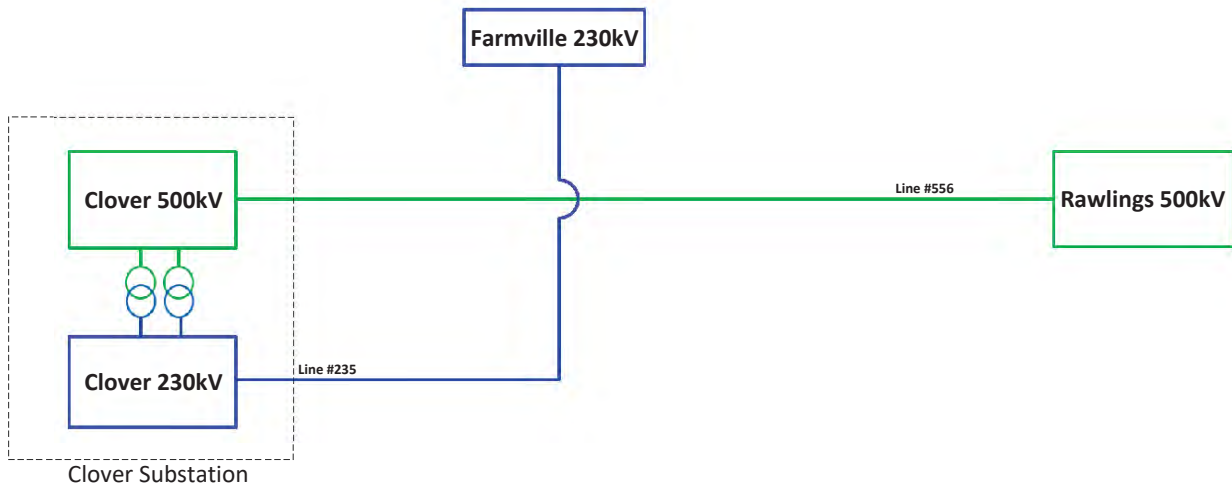 Farmville 230kV
Clover 500kV
Line #556
Rawlings 500kV
Clover 230kV
Line #235
Clover Substation